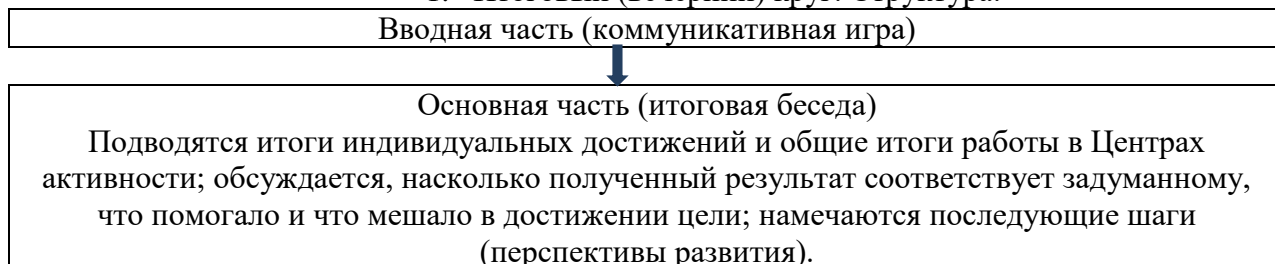 Вводная часть (коммуникативная игра)
Основная часть (итоговая беседа)
Подводятся итоги индивидуальных достижений и общие итоги работы в Центрах
активности; обсуждается, насколько полученный результат соответствует задуманному,
что помогало и что мешало в достижении цели; намечаются последующие шаги
(перспективы развития).